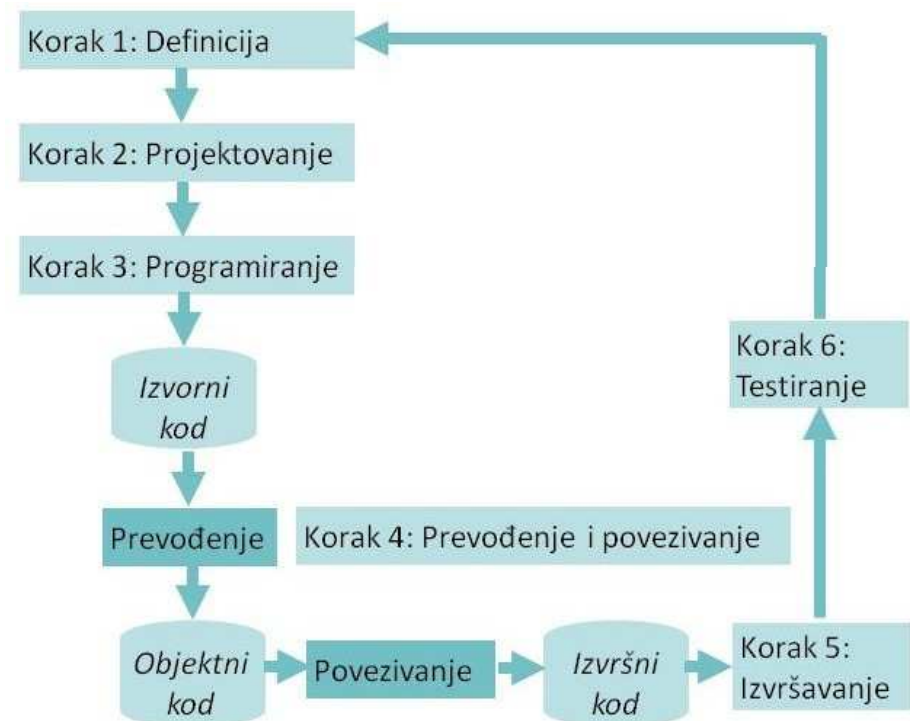 Korak 1: Definicija
Korak 2: Projektovanje
Korak 3: Programiranje
Izvorni
kod
Prevođenje
Korak 4: Prevođenje i povezivanje
Objektni
kod
Povezivanje
Izvršni
kod
Korak 5:
Izvršavanje
Korak 6:
Testiranje